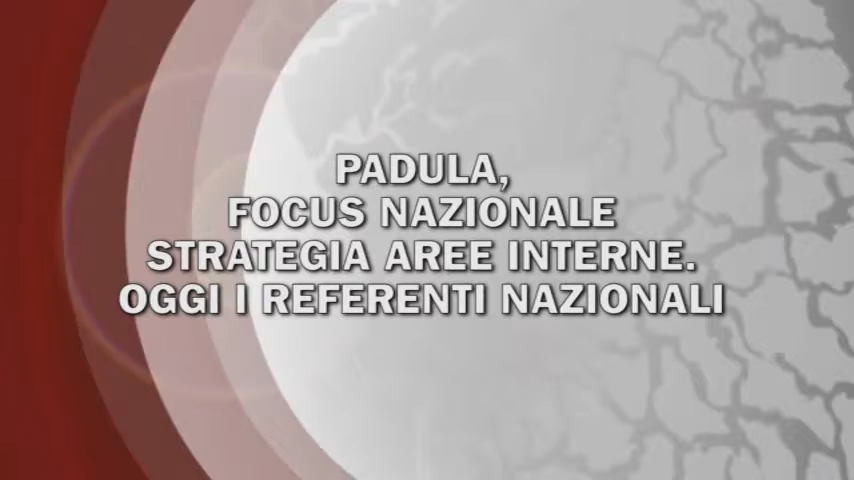 PADULA,
FOCUS NAZIONALE
STRATEGIA AREE INTERNE.
OGGI I REFERENTI NAZIONALI